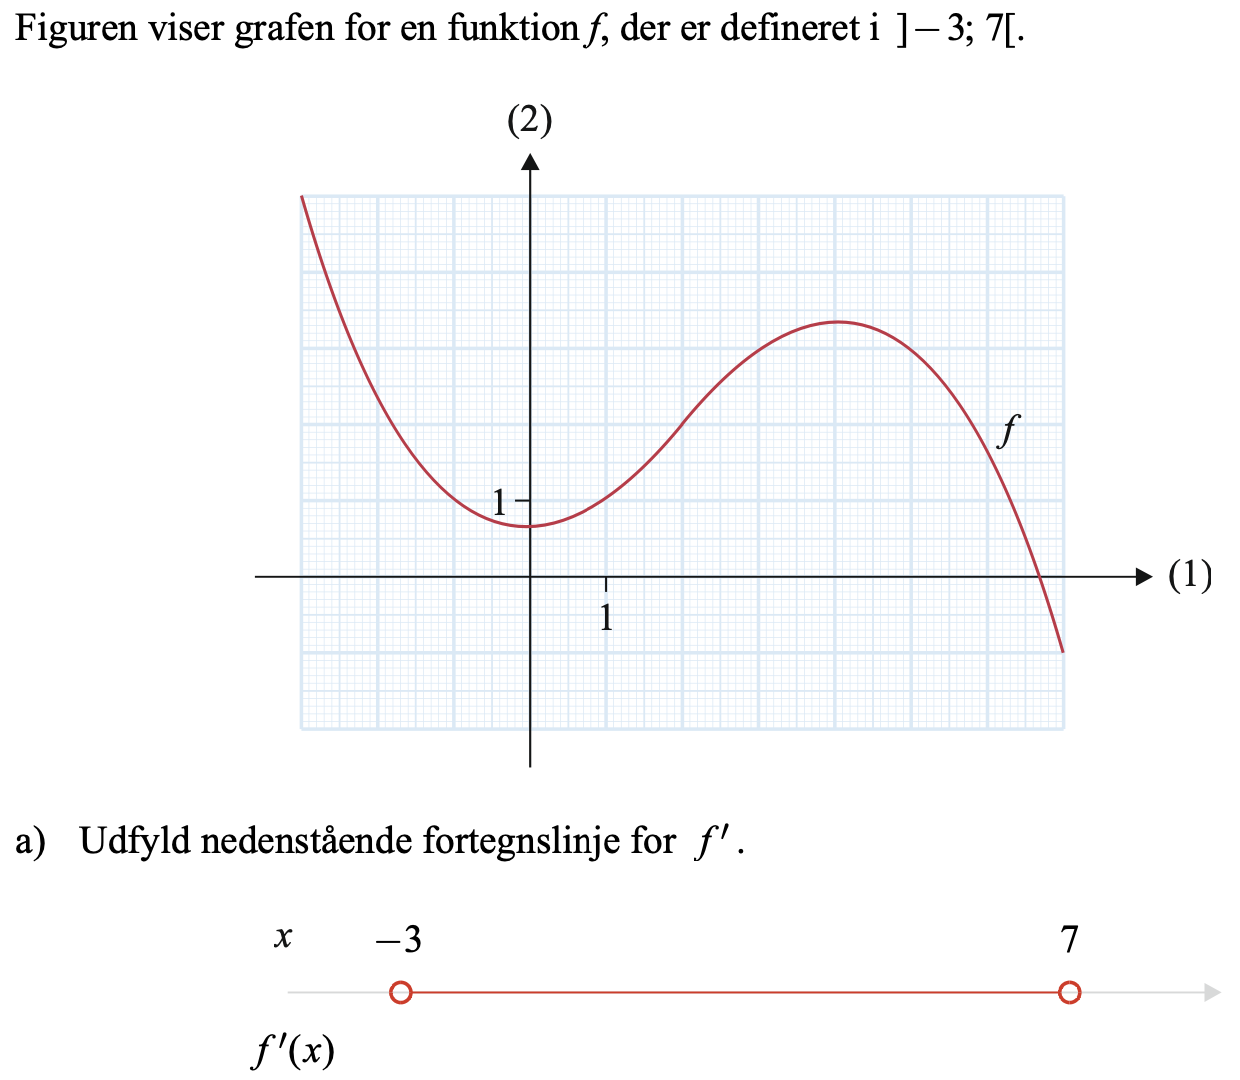 Figuren viser grafen for en funktion f, der er defineret i ]– 3; 7[.
(2)
f
1
(1)
1
a) Udfyld nedenstående fortegnslinje for f′.
x −3 7
f′(x)